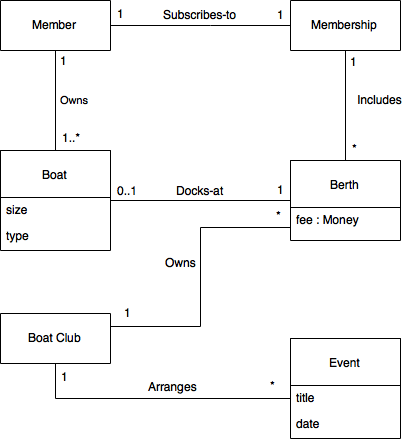 Member
1 Subscribes-to 1
Membership
1
Owns
1..*
1
Includes
*
Boat
size
type
0..1 Docks-at 1
Berth
fee : Money
*
Owns
1
Boat Club
1
Arranges
*
Event
title
date